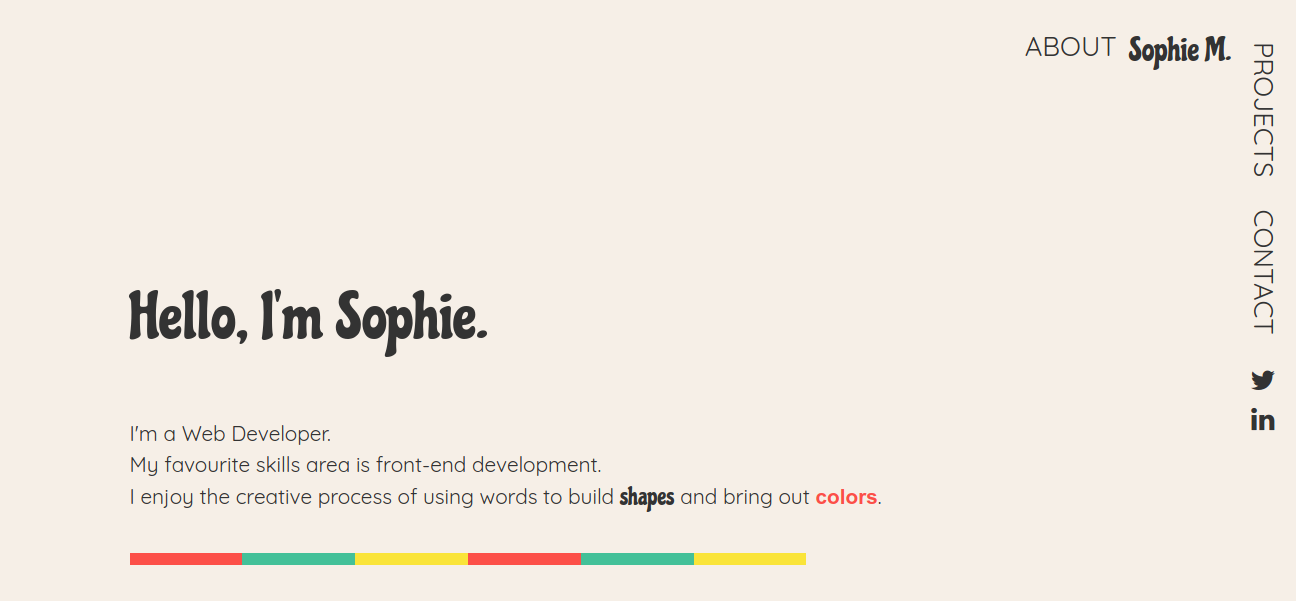 ABOUT Sophie M.
PROJECTS
CONTACT
Hello, I'm Sophie.
I'm a Web Developer.
My favourite skills area is front-end development.
I enjoy the creative process of using words to build shapes and bring out colors.